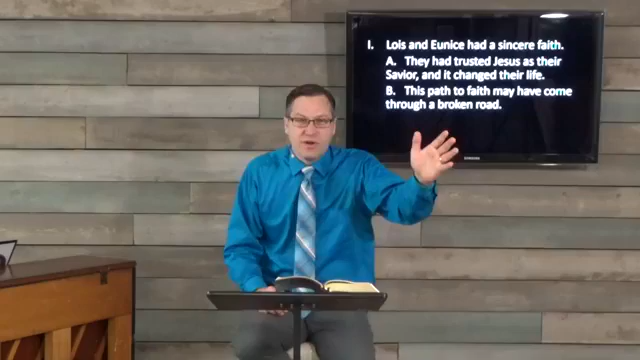 I. Lois and Eunice had a sincere faith.
A. They had trusted Jesus as their
Savior, and it changed their life.
B. This path to faith may have come
through a broken road.
SAMSUNG